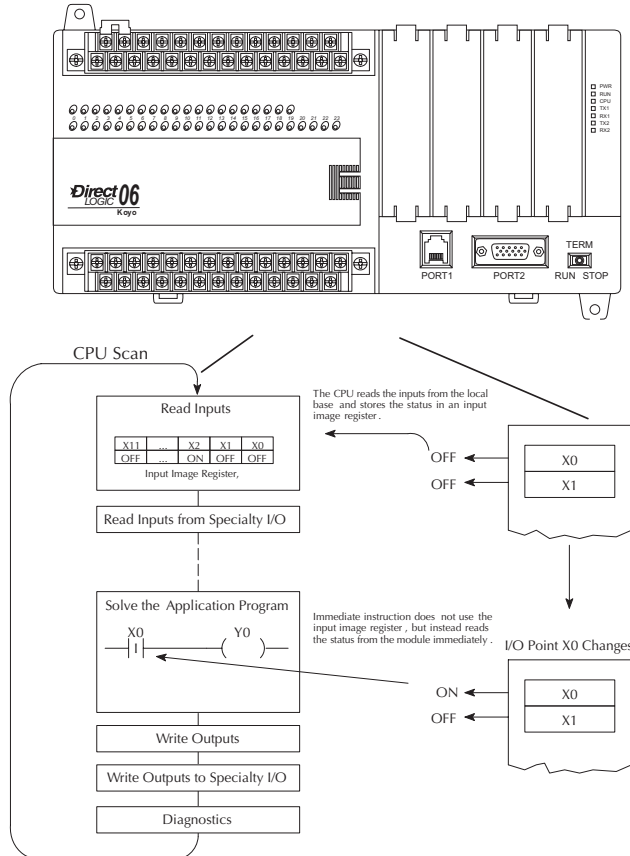 0 1 2 3 4 5 6 7 8 9 10 11 12 13 14 15 16 17 18 19 20 21 22 23
PWR
RUN
CPU
TX1
RX1
TX2
RX2
Direct
LOGIC 06
Koyo
PORT1
PORT2
TERM
RUN STOP
CPU Scan
Read Inputs
X11 ... X2 X1 X0
OFF ... ON OFF OFF
Input Image Register,
The CPU reads the inputs from the local
base and stores the status in an input
image register .
OFF X0
OFF X1
Read Inputs from Specialty I/O
Solve the Application Program
X0 Y0
I
Immediate instruction does not use the
input image register , but instead reads
the status from the module immediately .
I/O Point X0 Changes
ON X0
OFF X1
Write Outputs
Write Outputs to Specialty I/O
Diagnostics